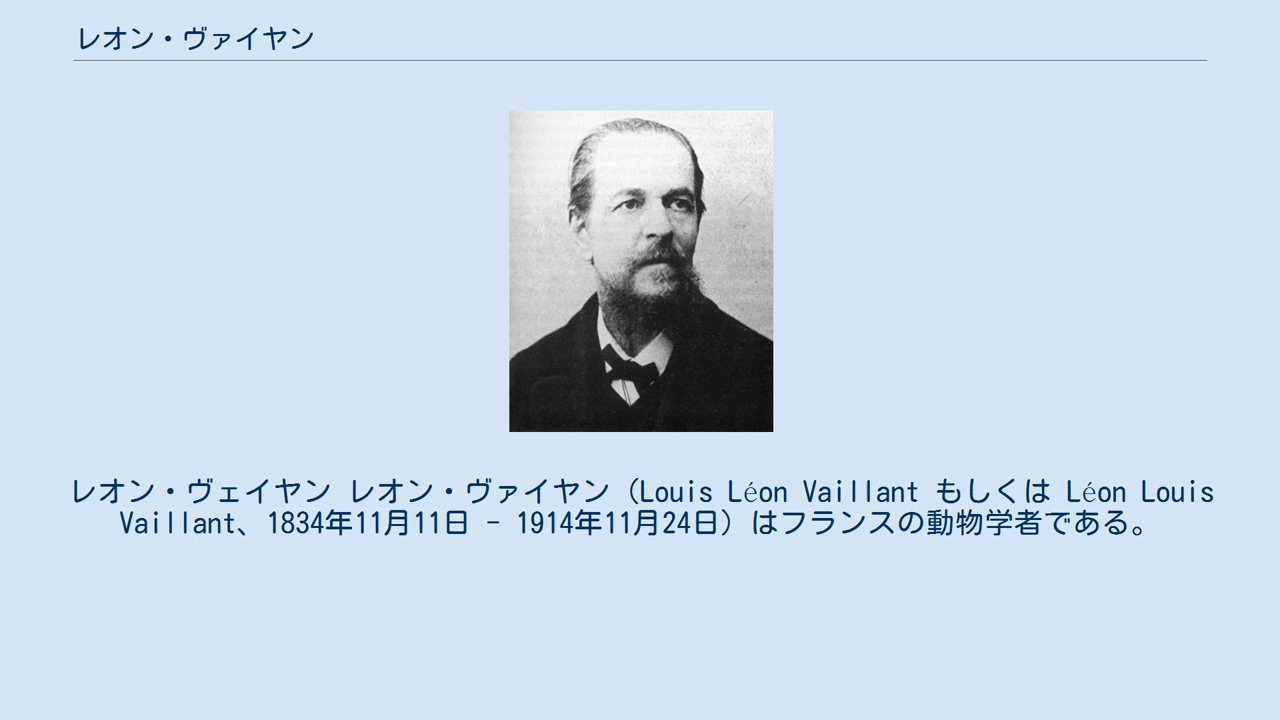 レオン・ヴァイヤン
レオン・ヴェイヤン レオン・ヴァイヤン（Louis Léon Vaillant もしくは Léon Louis
Vaillant、1834年11月11日 - 1914年11月24日）はフランスの動物学者である。